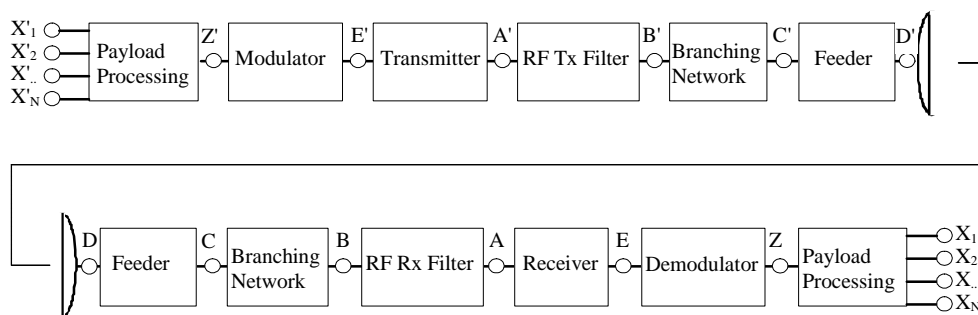 X'1
X'2
X'..
X'N
Payload
Processing
Z'
Modulator
E'
Transmitter
A'
RF Tx Filter
B'
Branching
Network
C'
Feeder
D'
D
Feeder
C
Branching
Network
B
RF Rx Filter
A
Receiver
E
Demodulator
Z
Payload
Processing
X1
X2
X..
XN